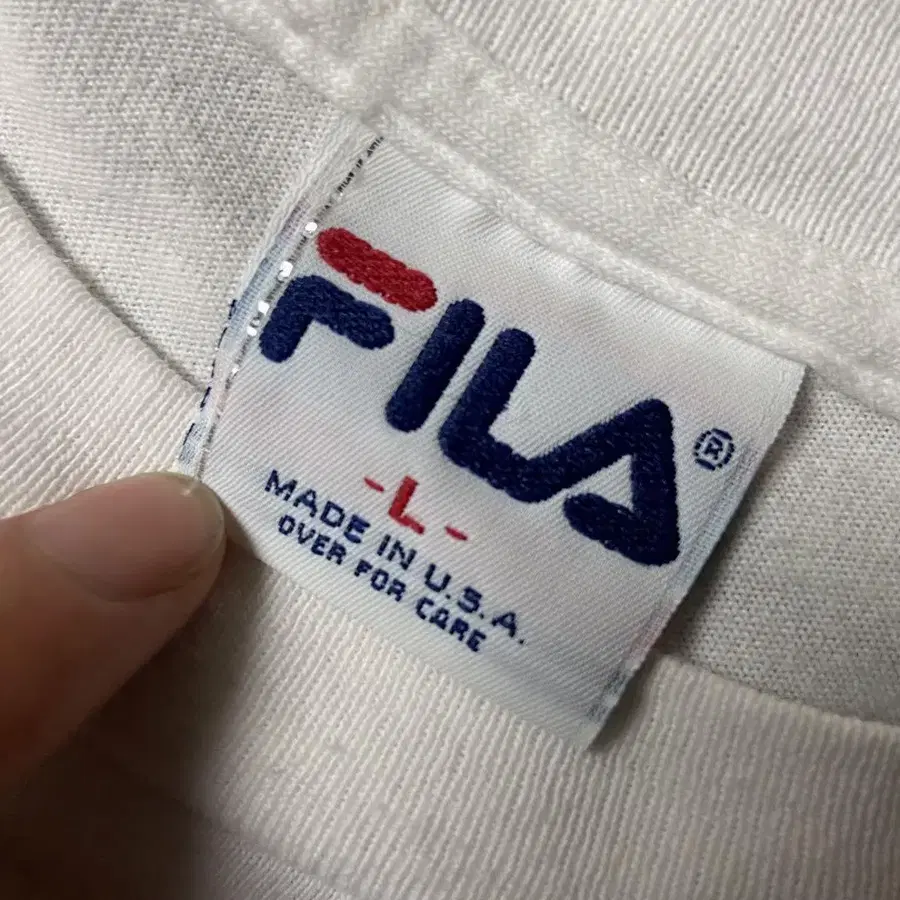 FILA®
-L-
MADE IN U.S.A.
OVER FOR CARE